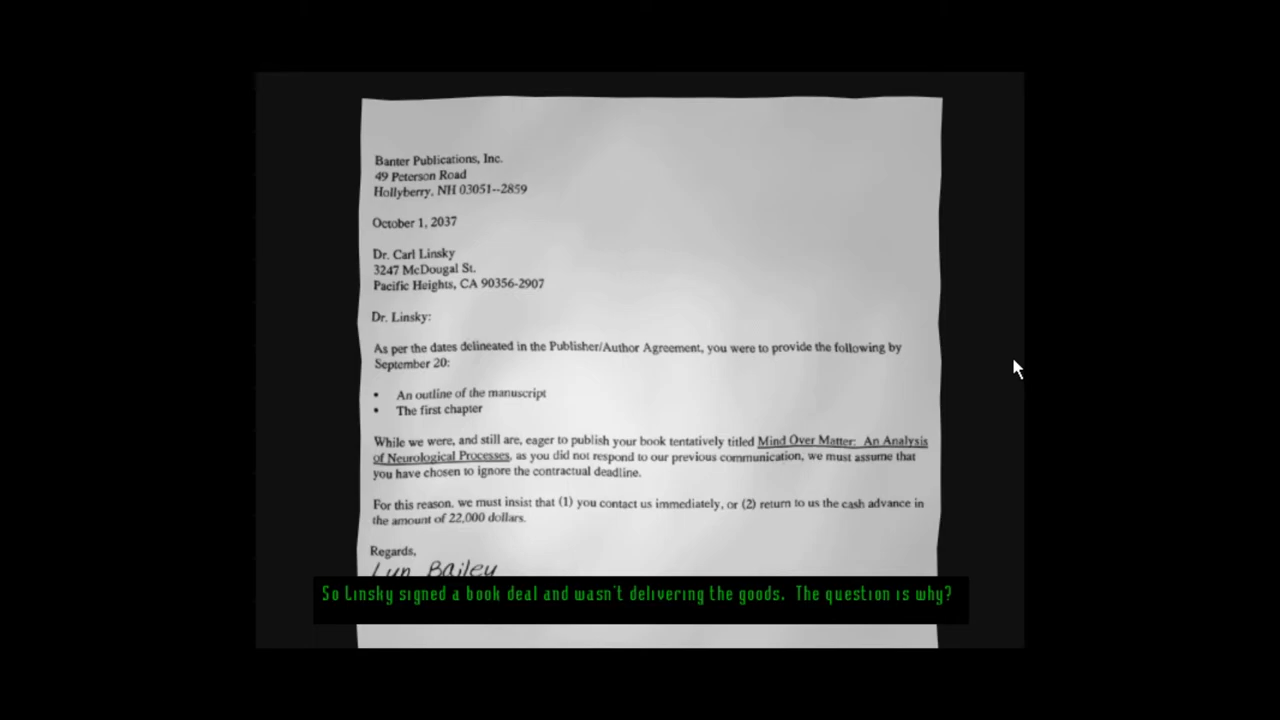 Banter Publications, Inc.
49 Peterson Road
Hollyberry, NH 03051--2859
October 1, 2037
Dr. Carl Linsky
3247 McDougal St.
Pacific Heights, CA 90356-2907
Dr. Linsky:
As per the dates delineated in the Publisher/Author Agreement, you were to provide the following by
September 20:
• An outline of the manuscript
• The first chapter
While we were, and still are, eager to publish your book tentatively titled Mind Over Matter: An Analysis
of Neurological Processes, as you did not respond to our previous communication, we must assume that
you have chosen to ignore the contractual deadline.
For this reason, we must insist that (1) you contact us immediately, or (2) return to us the cash advance in
the amount of 22,000 dollars.
Regards,
Lyn Bailey
So Linsky signed a book deal and wasn't delivering the goods. The question is why?